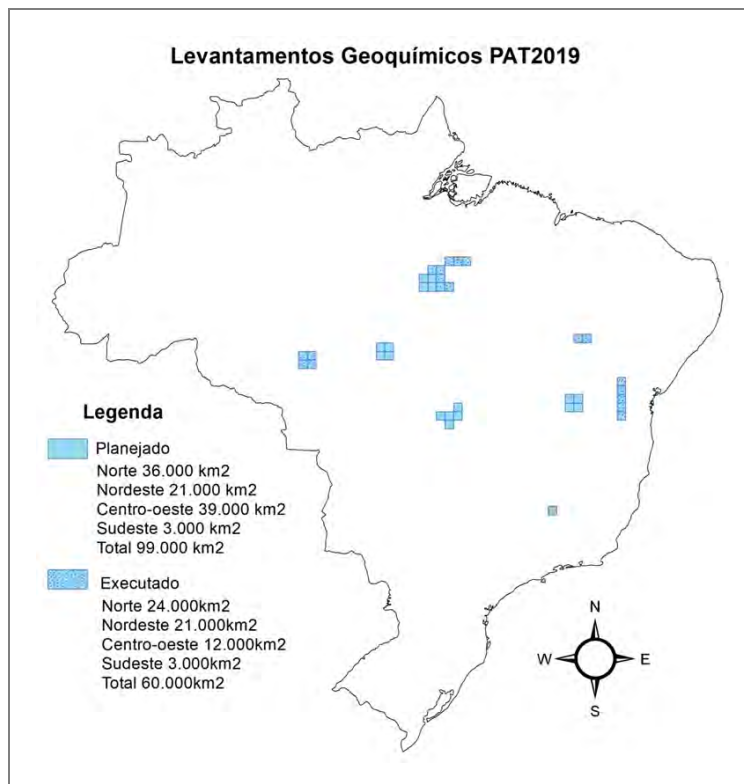 Levantamentos Geoquímicos PAT2019
Legenda
Planejado
Norte 36.000 km2
Nordeste 21.000 km2
Centro-oeste 39.000 km2
Sudeste 3.000 km2
Total 99.000 km2
Executado
Norte 24.000km2
Nordeste 21.000km2
Centro-oeste 12.000km2
Sudeste 3.000km2
Total 60.000km2
N
W E
S